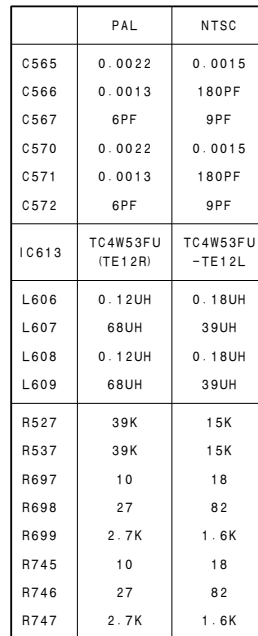 PAL NTSC
C565 0.0022 0.0015
C566 0.0013 180PF
C567 6PF 9PF
C570 0.0022 0.0015
C571 0.0013 180PF
C572 6PF 9PF
IC613 TC4W53FU (TE12R) TC4W53FU -TE12L
L606 0.12UH 0.18UH
L607 68UH 39UH
L608 0.12UH 0.18UH
L609 68UH 39UH
R527 39K 15K
R537 39K 15K
R697 10 18
R698 27 82
R699 2.7K 1.6K
R745 10 18
R746 27 82
R747 2.7K 1.6K